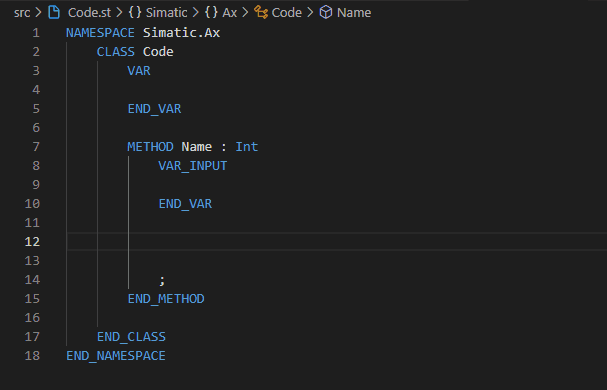 src > Code.st > {} Simatic > {} Ax > Code > Name
1 NAMESPACE Simatic.Ax
2 CLASS Code
3 VAR
4
5 END_VAR
6
7 METHOD Name : Int
8 VAR_INPUT
9
10 END_VAR
11
12
13
14 ;
15 END_METHOD
16
17 END_CLASS
18 END_NAMESPACE